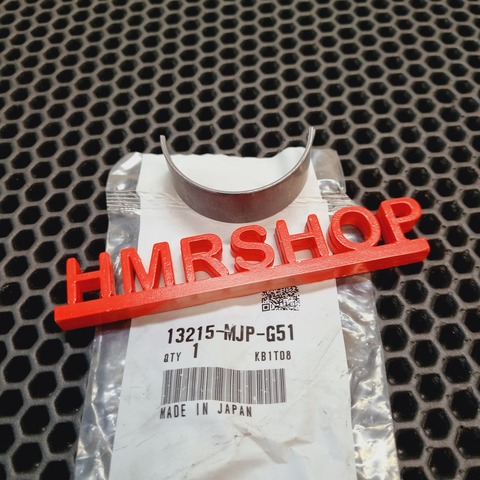 HMRSHOP
13215-MJP-G51
QTY 1 KB1T08
MADE IN JAPAN